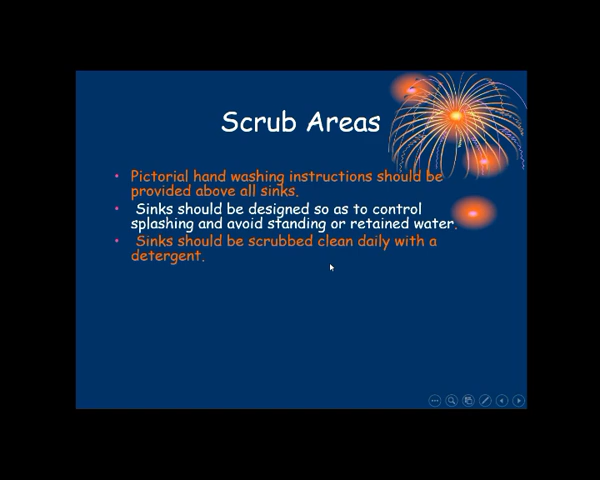 Scrub Areas
• Pictorial hand washing instructions should be
provided above all sinks.
• Sinks should be designed so as to control
splashing and avoid standing or retained water.
• Sinks should be scrubbed clean daily with a
detergent.